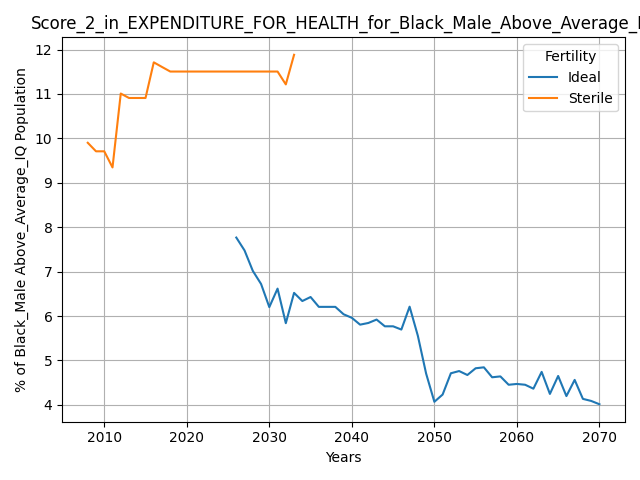 Score_2_in_EXPENDITURE_FOR_HEALTH_for_Black_Male_Above_Average_I
Fertility
Ideal
Sterile
12
11
10
9
8
7
6
5
4
% of Black_Male Above_Average_IQ Population
2010 2020 2030 2040 2050 2060 2070
Years